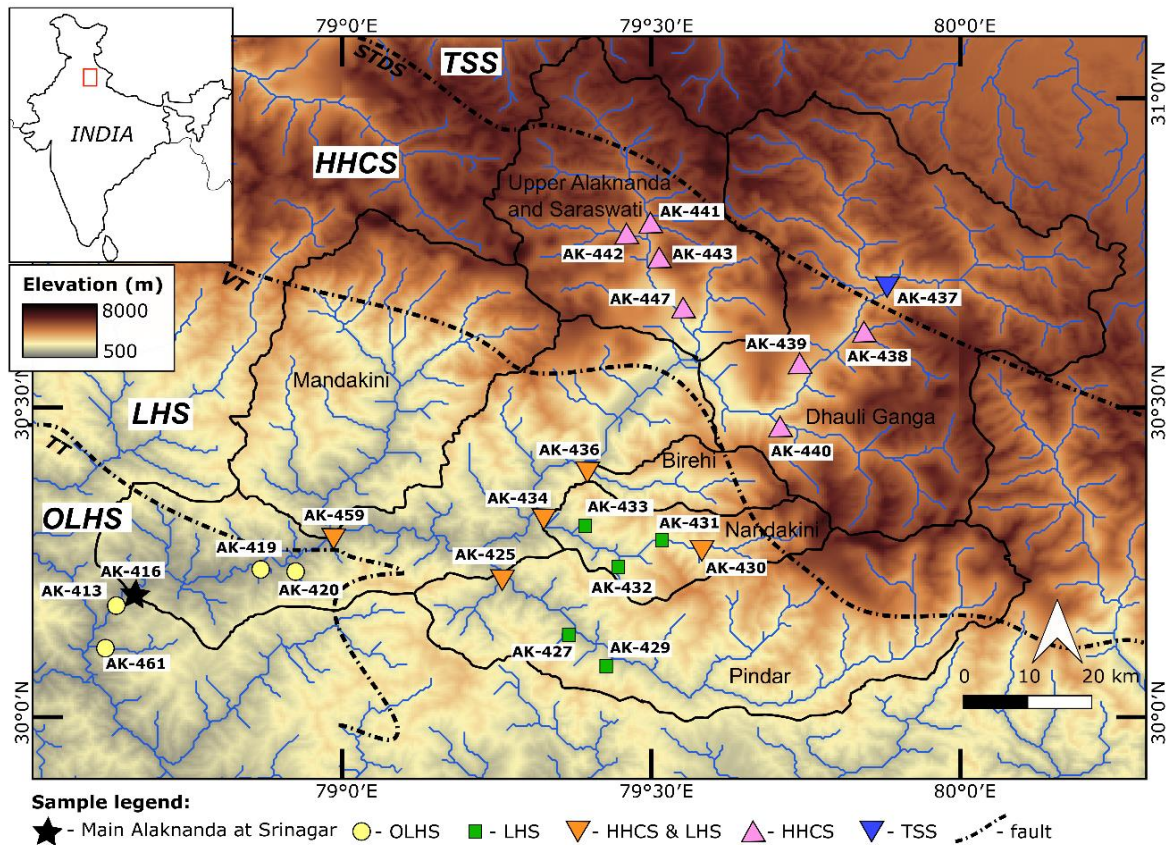 79°0′E
79°30′E
80°0′E
INDIA
STDS
TSS
31°0′N
HHCS
Upper Alaknanda
and Saraswati
AK-441
AK-442
AK-443
VT
Elevation (m)
8000
500
AK-447
AK-437
AK-439
AK-438
Mandakini
30°30′N
30°30′N
LHS
Dhauli Ganga
AK-440
TT
AK-436
Birehi
AK-434
AK-433
OLHS
AK-459
AK-431
Nandakini
AK-419
AK-425
AK-416
AK-430
AK-413
AK-420
AK-432
AK-427
AK-429
AK-461
Pindar
0 10 20 km
30°0′N
30°0′N
79°0′E
79°30′E
80°0′E
Sample legend:
- Main Alaknanda at Srinagar - OLHS - LHS - HHCS & LHS - HHCS - TSS - fault